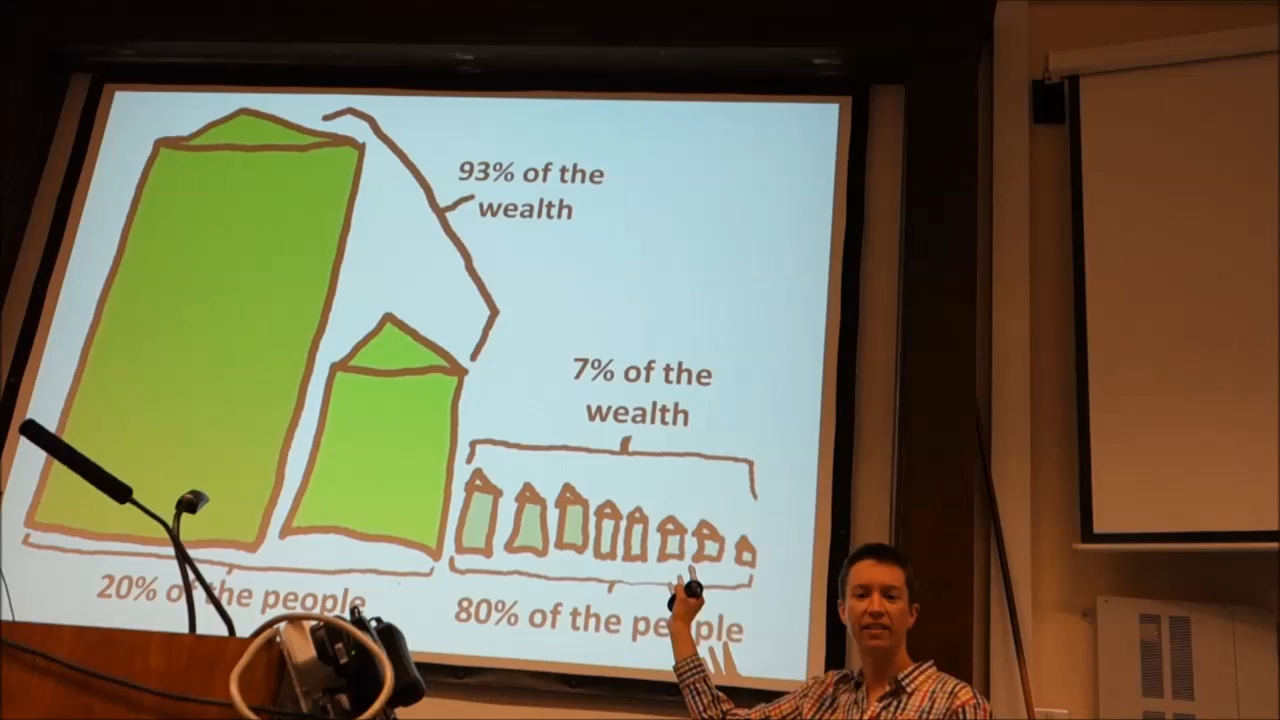 93% of the
wealth
7% of the
wealth
20% of the people
80% of the people